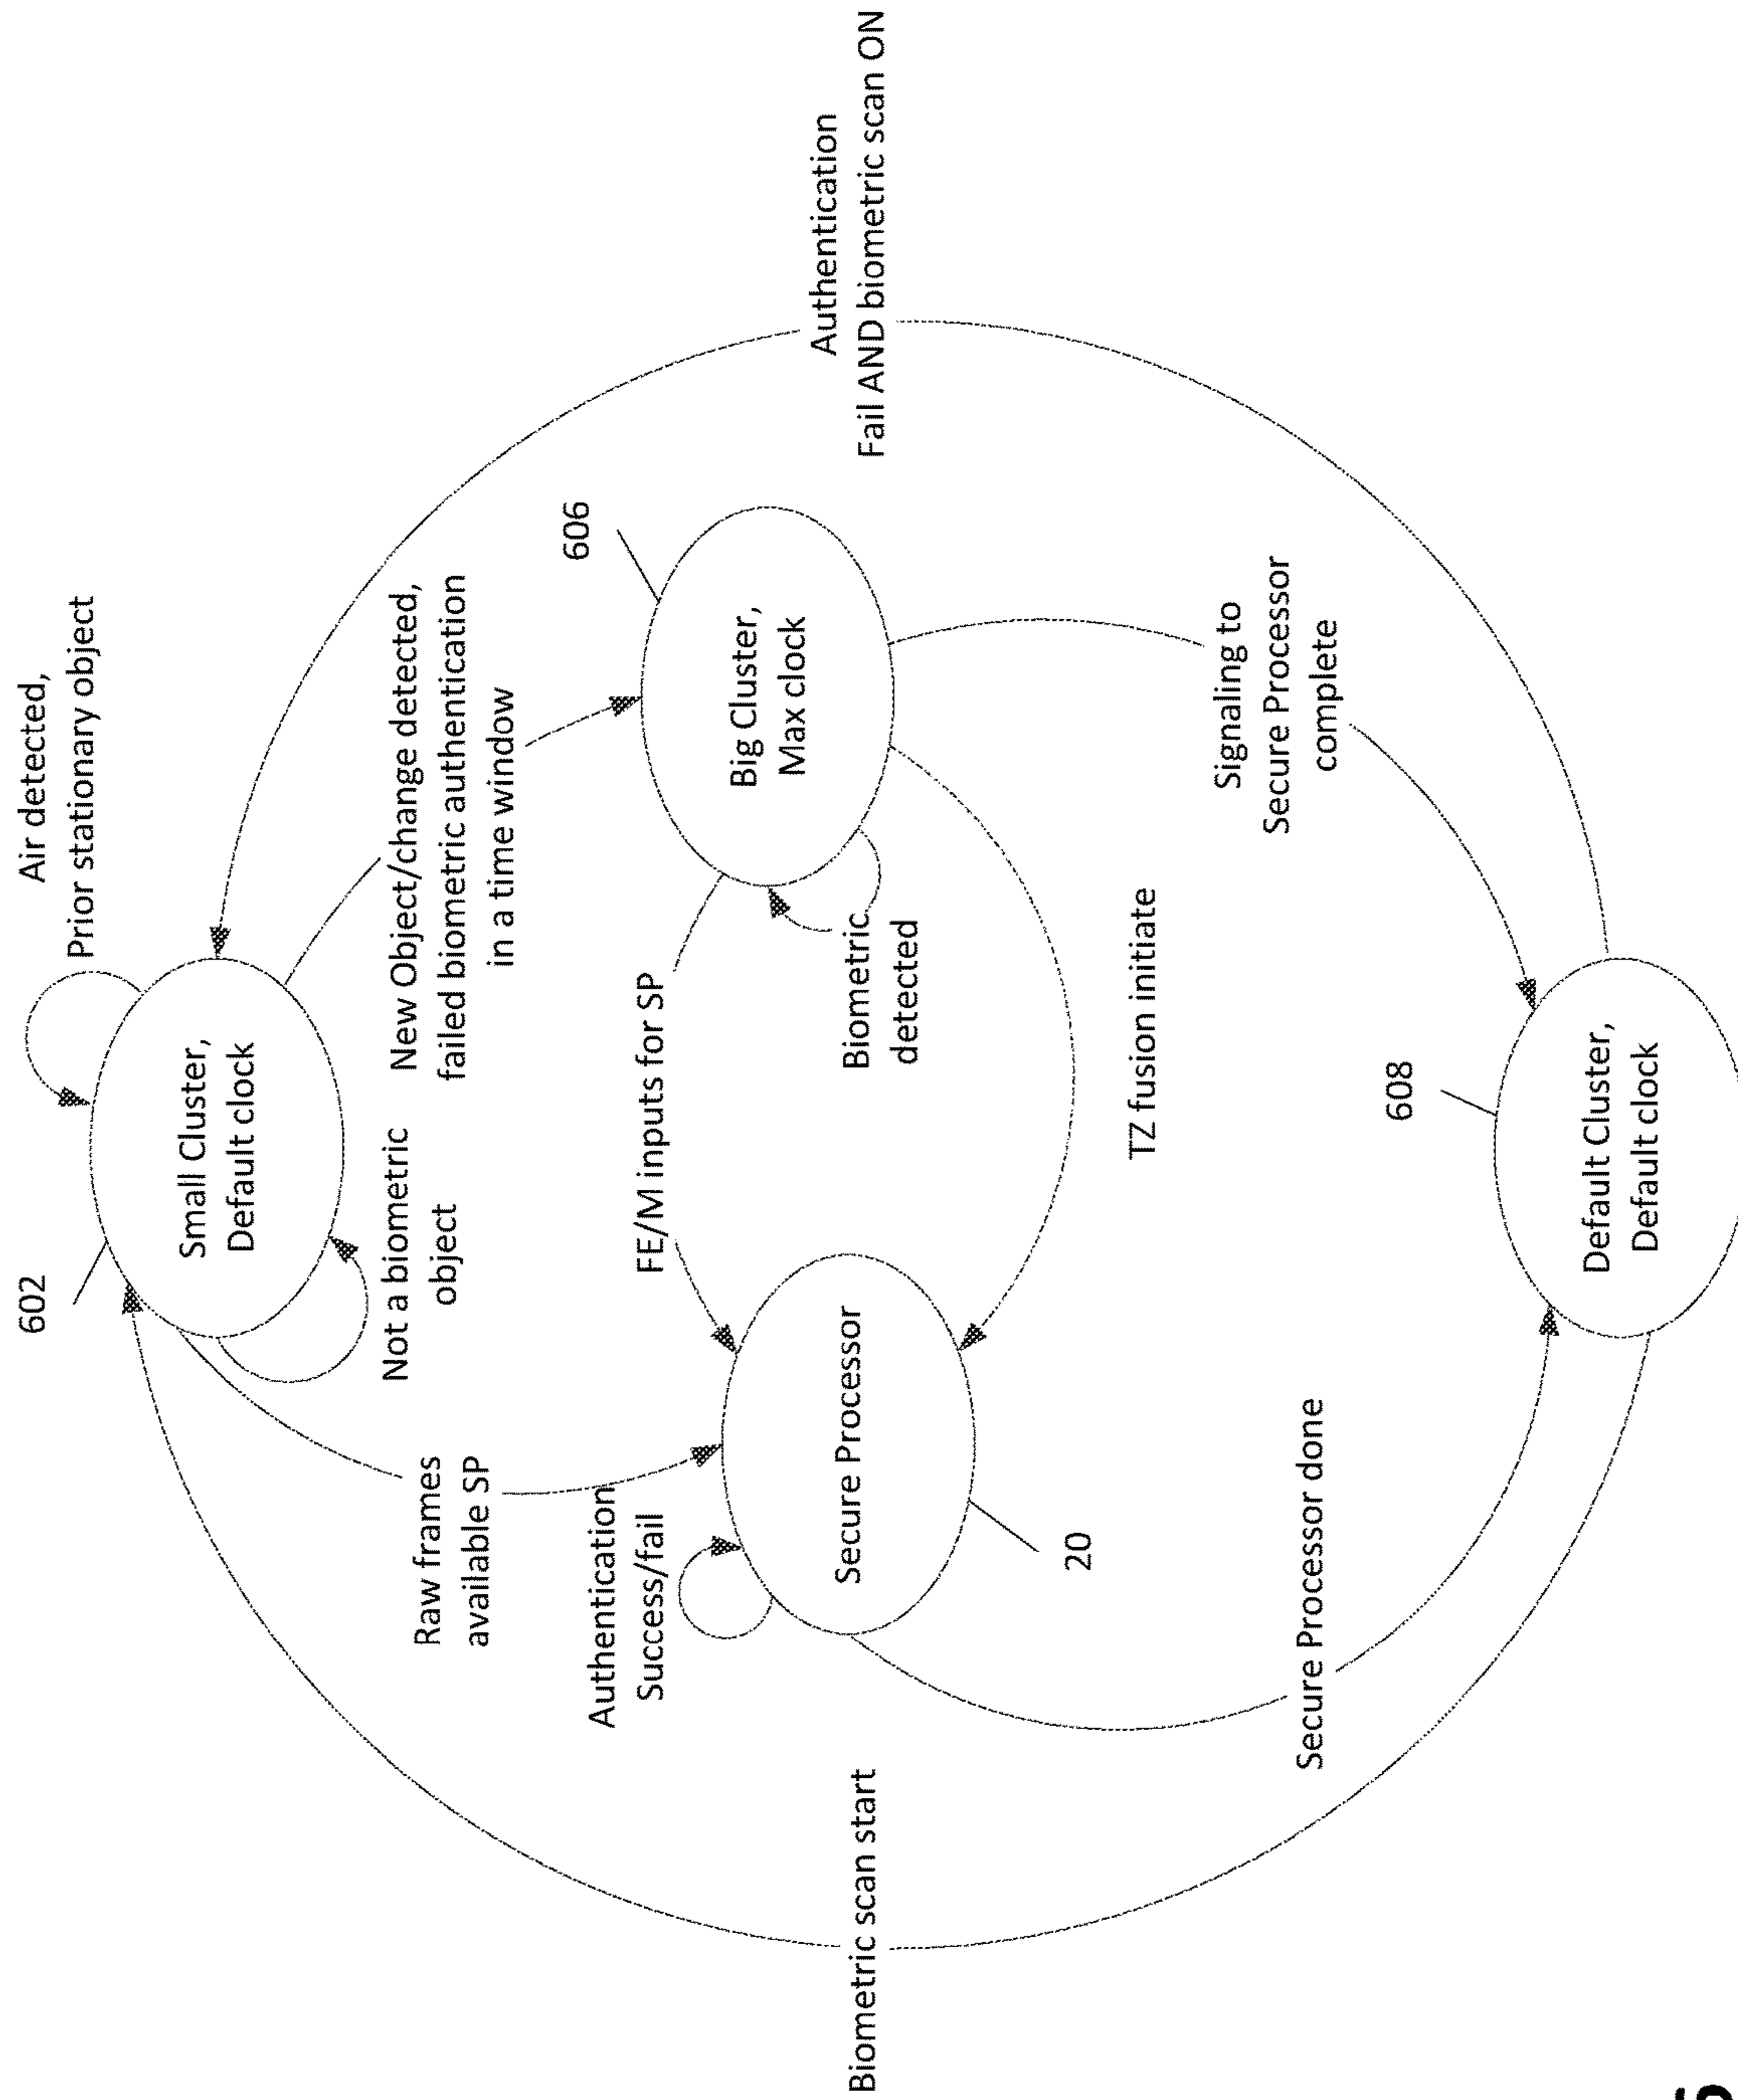 Air detected,
Prior stationary object
602
Small Cluster,
Default clock
New Object/change detected,
failed biometric authentication
in a time window
Not a biometric
object
Raw frames
available SP
606
Big Cluster,
Max clock
FE/M inputs for SP
Authentication
Success/fail
Biometric
detected
Secure Processor
20
TZ fusion initiate
Authentication
Fail AND biometric scan ON
Biometric scan start
Signaling to
Secure Processor
complete
Secure Processor done
608
Default Cluster,
Default clock